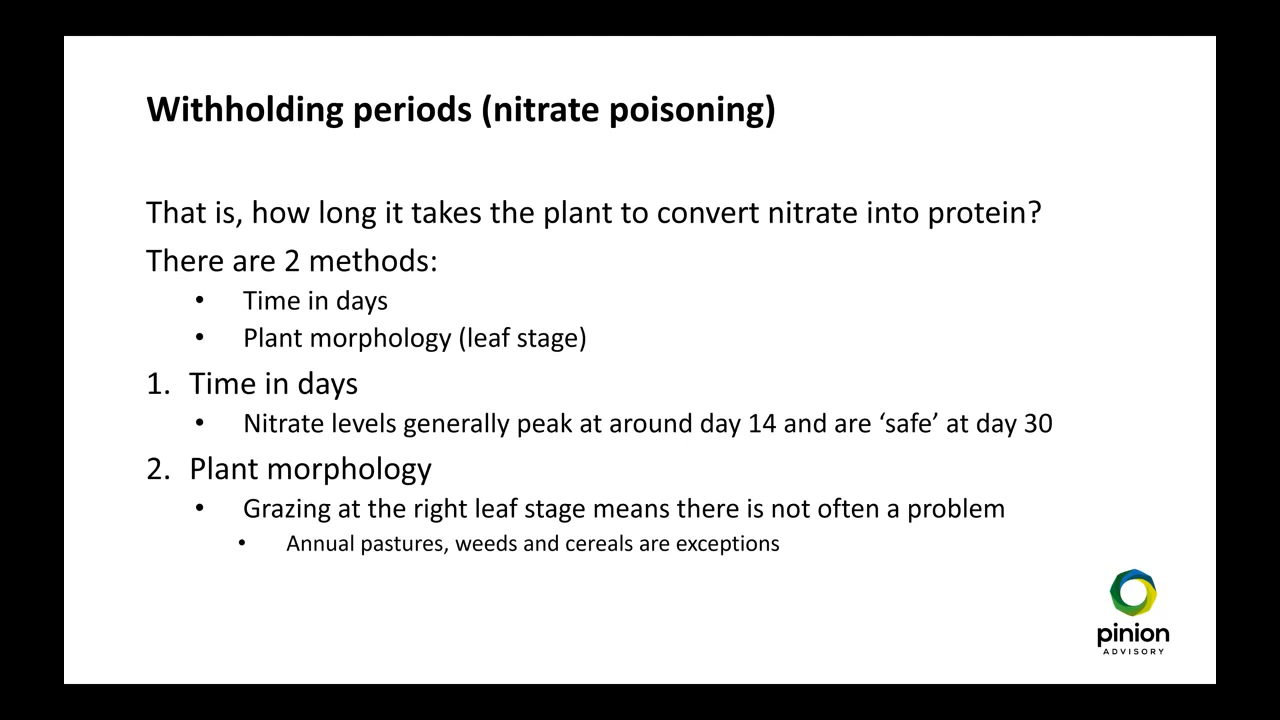 Withholding periods (nitrate poisoning)
That is, how long it takes the plant to convert nitrate into protein?
There are 2 methods:
• Time in days
• Plant morphology (leaf stage)
1. Time in days
• Nitrate levels generally peak at around day 14 and are ‘safe’ at day 30
2. Plant morphology
• Grazing at the right leaf stage means there is not often a problem
• Annual pastures, weeds and cereals are exceptions
pinion
ADVISORY